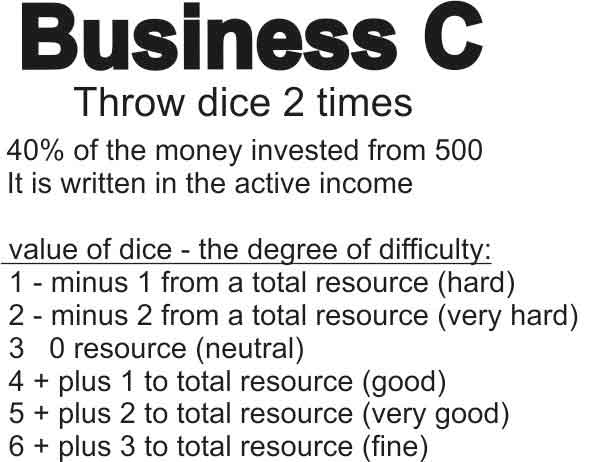 Business C
Throw dice 2 times
40% of the money invested from 500
It is written in the active income
value of dice - the degree of difficulty:
1 - minus 1 from a total resource (hard)
2 - minus 2 from a total resource (very hard)
3   0 resource (neutral)
4 + plus 1 to total resource (good)
5 + plus 2 to total resource (very good)
6 + plus 3 to total resource (fine)